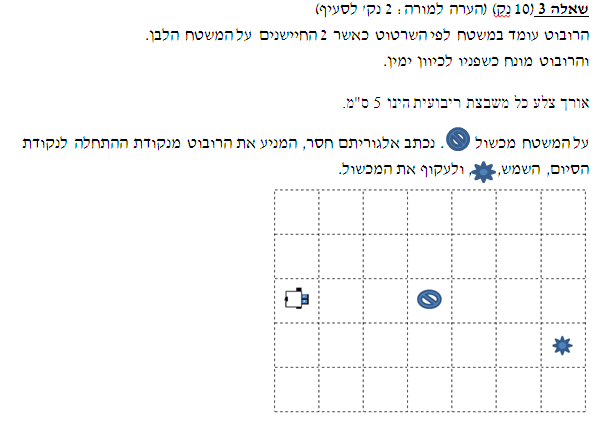 שאלה 3 (10 נק) (הערה למורה: 2 נק' לסעיף)
הרובוט עומד במשטח לפי השרטוט כאשר 2 החיישנים על המשטח הלבן.
והרובוט מונח כשפניו לכיוון ימין.
אורך צלע כל משבצת ריבועית הינו 5 ס"מ.
על המשטח מכשול . נכתב אלגוריתם חסר, המניע את הרובוט מנקודת ההתחלה לנקודת
הסיום, השמש, , ולעקוף את המכשול.